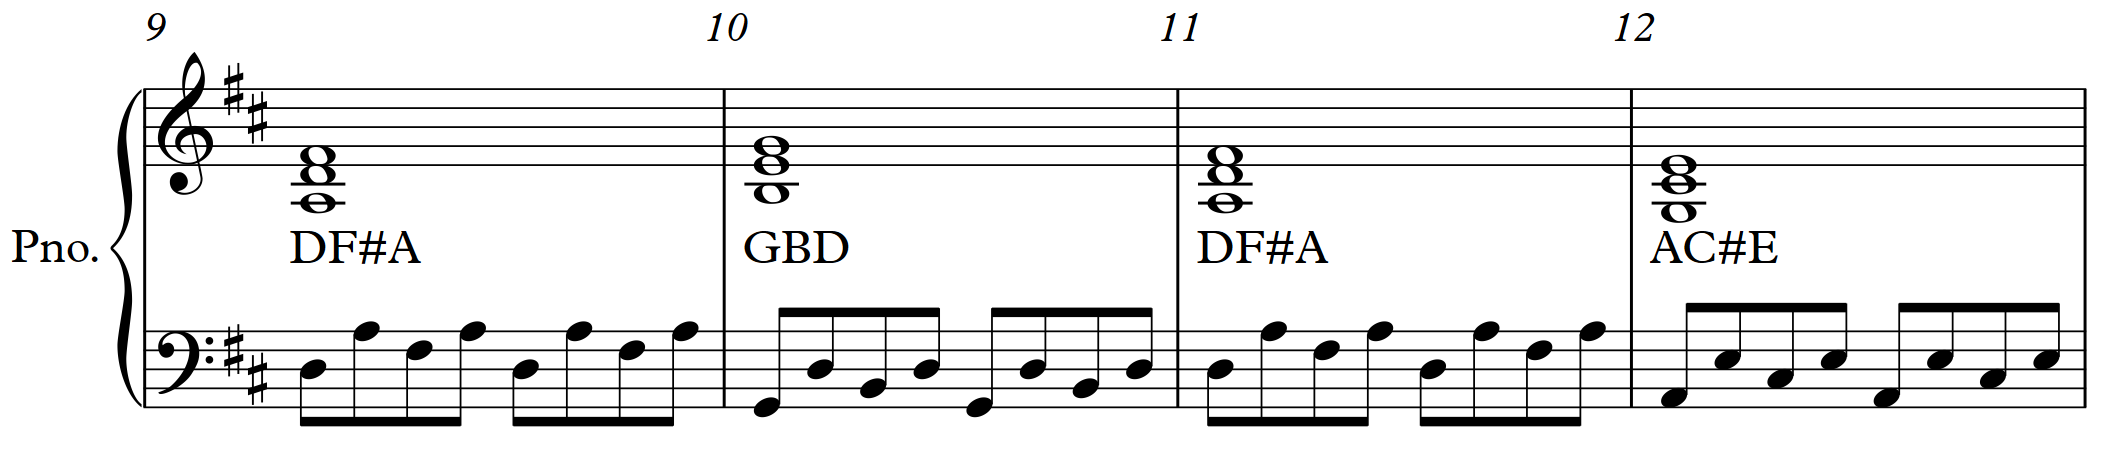 9 10 11 12
Pno. DF#A GBD DF#A AC#E